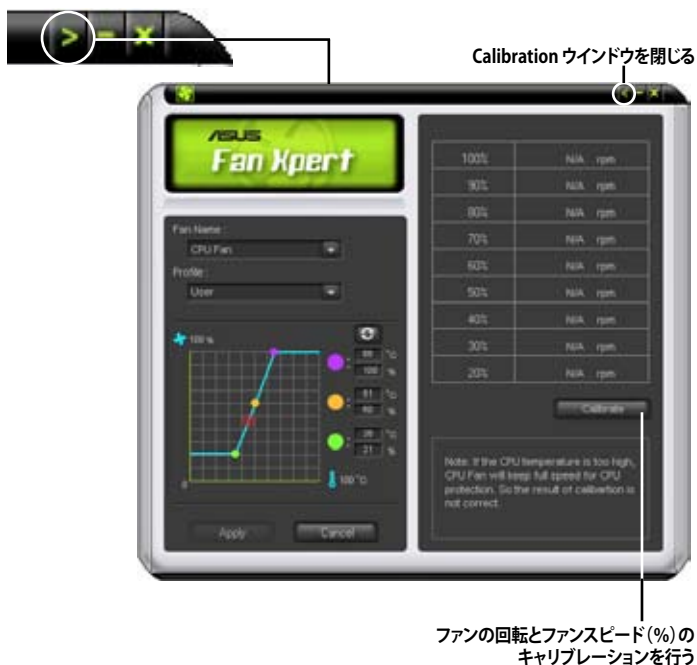 Calibration ウインドウを閉じる
ASUS
Fan Xpert
Fan Name :
CPU Fan
Profile :
User
100 %
100 %
°C
%
°C
%
°C
%
0
100 °C
Apply
Cancel
100% N/A rpm
90% N/A rpm
80% N/A rpm
70% N/A rpm
60% N/A rpm
50% N/A rpm
40% N/A rpm
30% N/A rpm
20% N/A rpm
Calibrate
Note: If the CPU temperature is too high,
CPU Fan will keep full speed for CPU
protection. So the result of calibartion is
not correct.
ファンの回転とファンスピード（%）の
キャリブレーションを行う